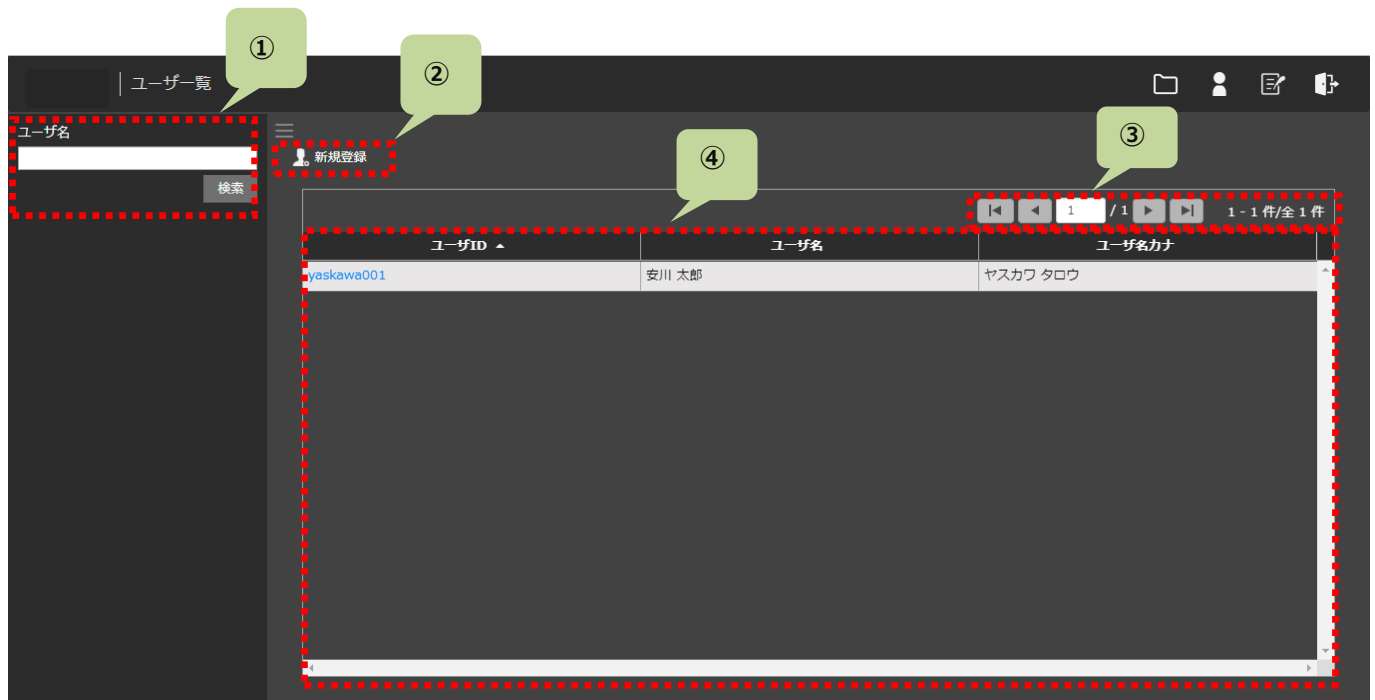 ①
②
ユーザ一覧
ユーザ名
検索
新規登録
③
④
1 / 1 1 - 1 件/全 1 件
ユーザID ユーザ名 ユーザ名カナ
yaskawa001 安川 太郎 ヤスカワ タロウ